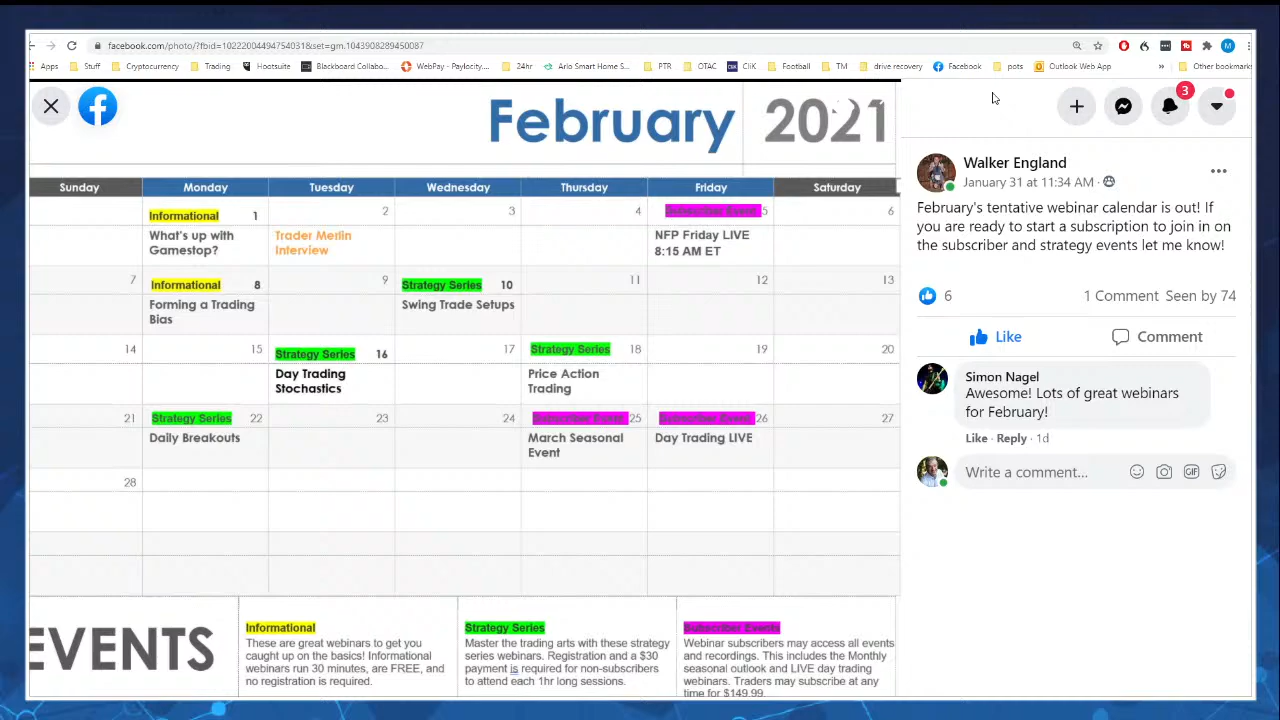 facebook.com/photo/?fbid=10222004494754031&set=gm.1043908289450087
Apps Stuff Cryptocurrency Trading Hootsuite Blackboard Collabo... WebPay - Paylocity... 24hr Arlo Smart Home S... PTR OTAC CliK Football TM drive recovery Facebook pots Outlook Web App » Other bookmarks
February 2021
3
Sunday Monday Tuesday Wednesday Thursday Friday Saturday
Informational 1 2 3 4 Subscriber Event 5 6
What's up with Gamestop?
Trader Merlin Interview
NFP Friday LIVE 8:15 AM ET
7 Informational 8 9 Strategy Series 10 11 12 13
Forming a Trading Bias
Swing Trade Setups
14 15 Strategy Series 16 17 Strategy Series 18 19 20
Day Trading Stochastics
Price Action Trading
21 Strategy Series 22 23 24 Subscriber Event 25 Subscriber Event 26 27
Daily Breakouts
March Seasonal Event
Day Trading LIVE
28
EVENTS
Informational
These are great webinars to get you
caught up on the basics! Informational
webinars run 30 minutes, are FREE, and
no registration is required.
Strategy Series
Master the trading arts with these strategy
series webinars. Registration and a $30
payment is required for non-subscribers
to attend each 1hr long sessions.
Subscriber Events
Webinar subscribers may access all events
and recordings. This includes the Monthly
seasonal outlook and LIVE day trading
webinars. Traders may subscribe at any
time for $149.99
Walker England
January 31 at 11:34 AM ·
February's tentative webinar calendar is out! If
you are ready to start a subscription to join in on
the subscriber and strategy events let me know!
6 1 Comment Seen by 74
Like Comment
Simon Nagel
Awesome! Lots of great webinars
for February!
Like · Reply · 1d
Write a comment...
GIF